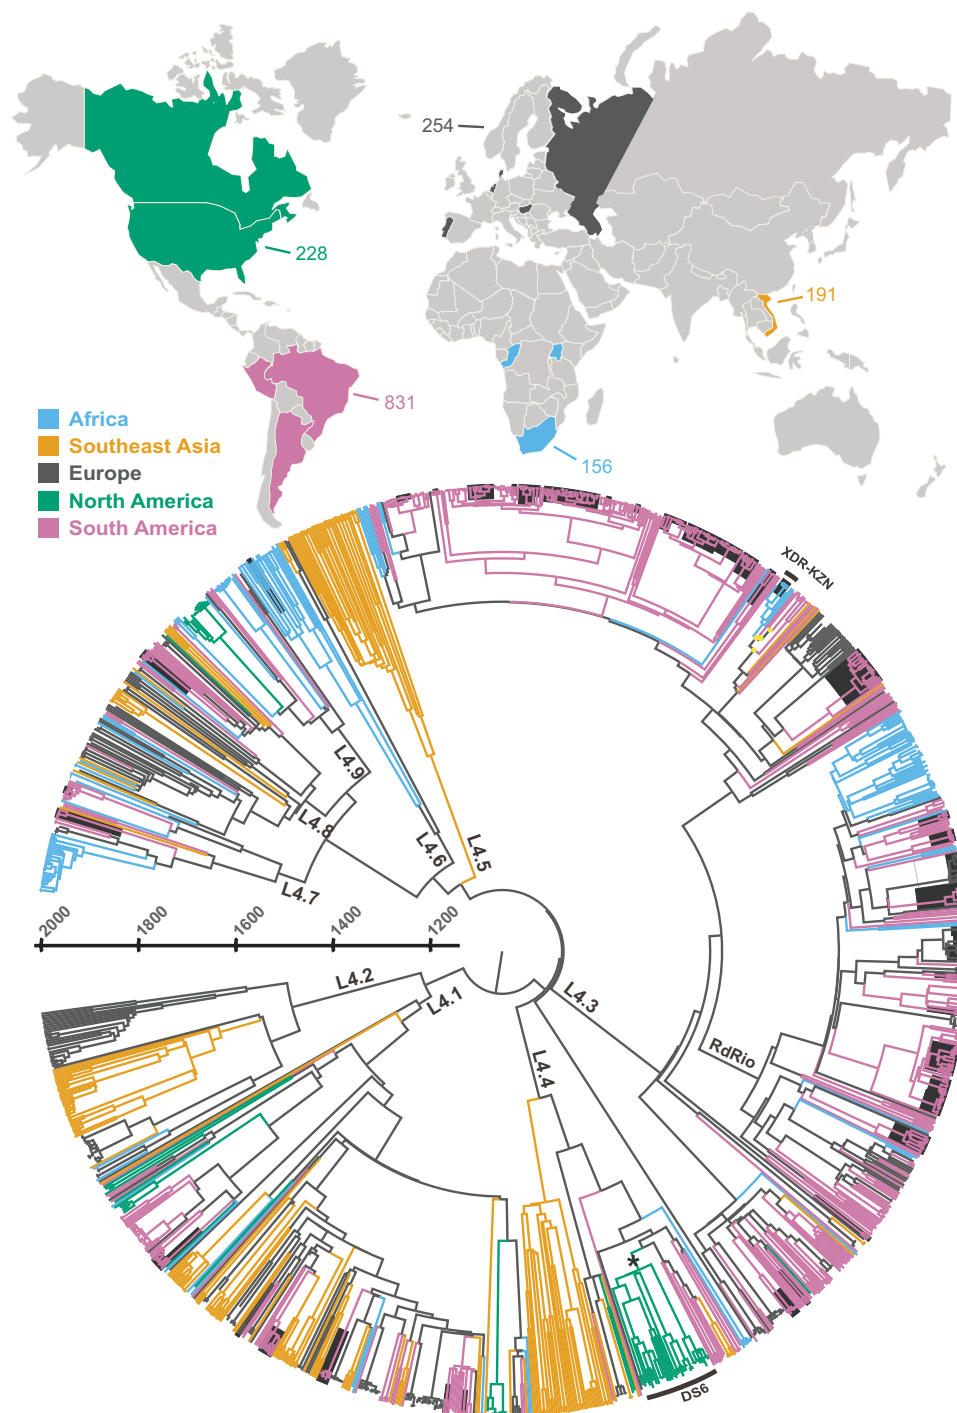 254
228
191
831
156
Africa
Southeast Asia
Europe
North America
South America
XDR-KZN
L4.9
L4.8
L4.6
L4.5
L4.7
2000
1800
1600
1400
1200
L4.2
L4.1
L4.3
L4.4
RdRio
*
DS6